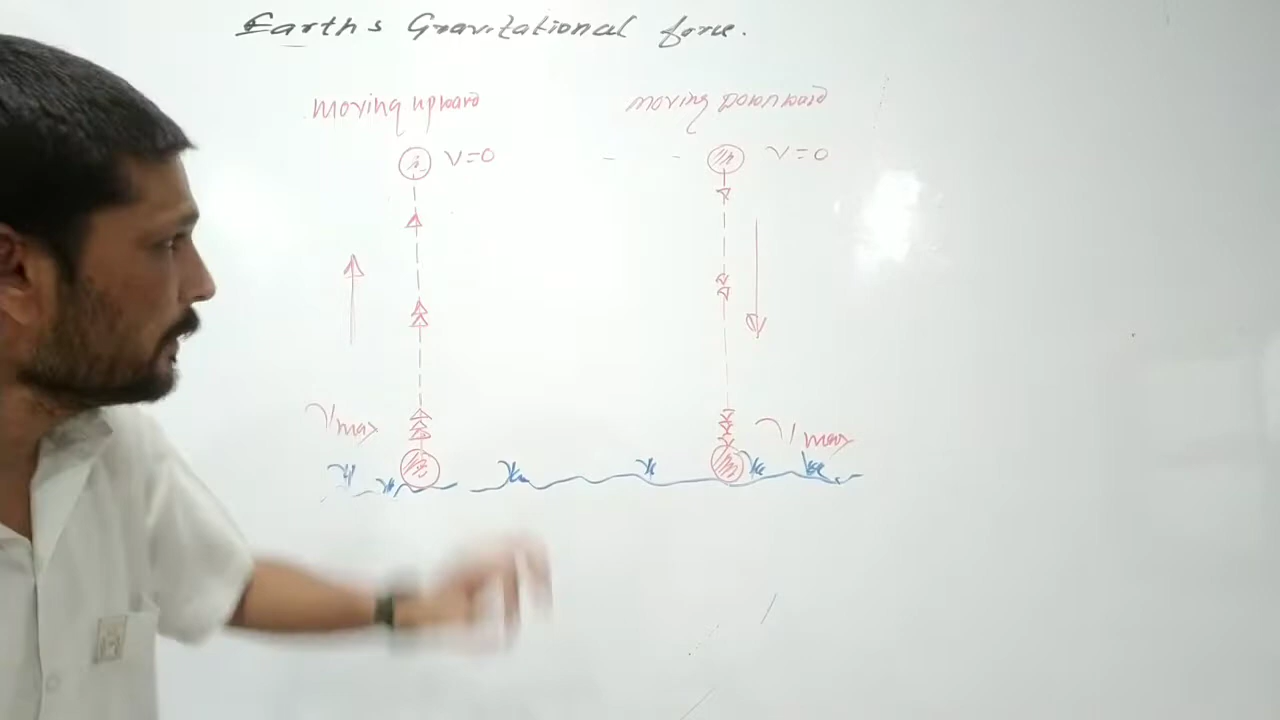 Earth's Gravitational force.
moving upward
moving downward
V=0
V=0
Vmax
Vmax